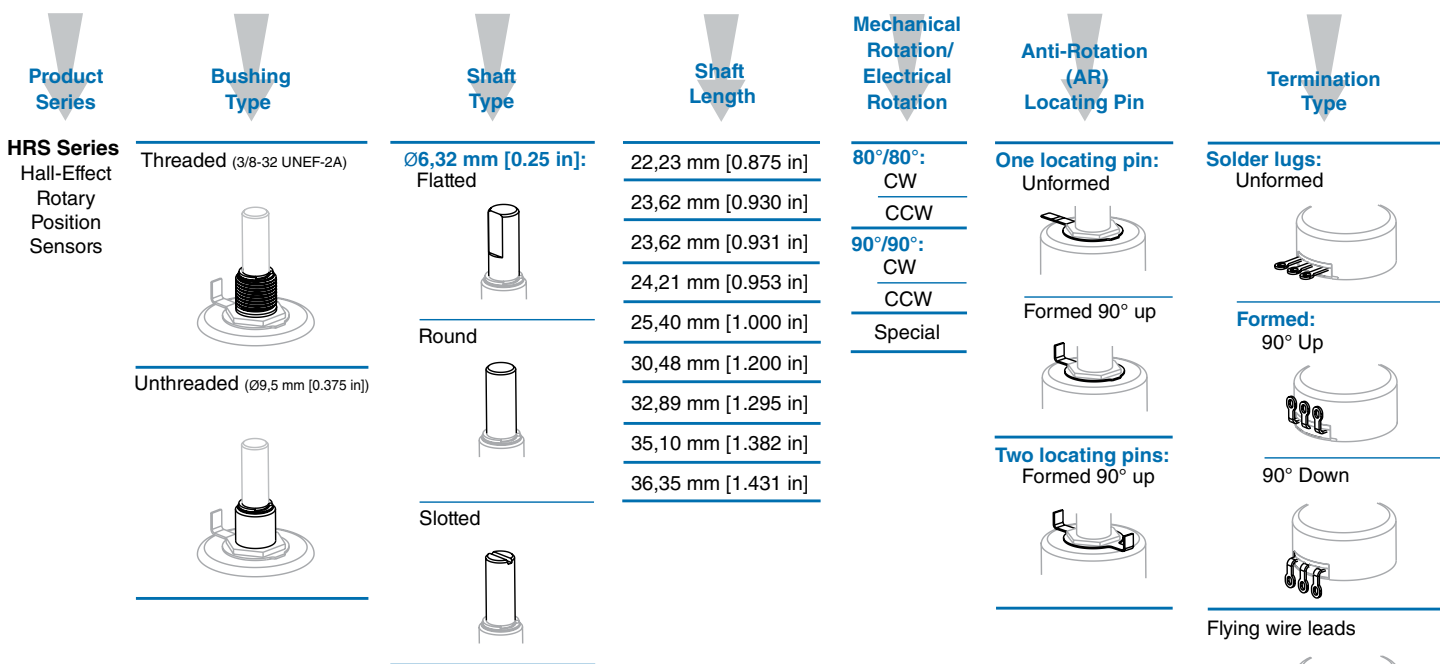 Product
Series
HRS Series
Hall-Effect
Rotary
Position
Sensors
Bushing
Type
Threaded (3/8-32 UNEF-2A)
Unthreaded (Ø9,5 mm [0.375 in])
Shaft
Type
Ø6,32 mm [0.25 in]:
Flatted
Round
Slotted
Shaft
Length
22,23 mm [0.875 in]
23,62 mm [0.930 in]
23,62 mm [0.931 in]
24,21 mm [0.953 in]
25,40 mm [1.000 in]
30,48 mm [1.200 in]
32,89 mm [1.295 in]
35,10 mm [1.382 in]
36,35 mm [1.431 in]
Mechanical
Rotation/
Electrical
Rotation
80°/80°:
CW
CCW
90°/90°:
CW
CCW
Special
Anti-Rotation
(AR)
Locating Pin
One locating pin:
Unformed
Formed 90° up
Two locating pins:
Formed 90° up
Termination
Type
Solder lugs:
Unformed
Formed:
90° Up
90° Down
Flying wire leads